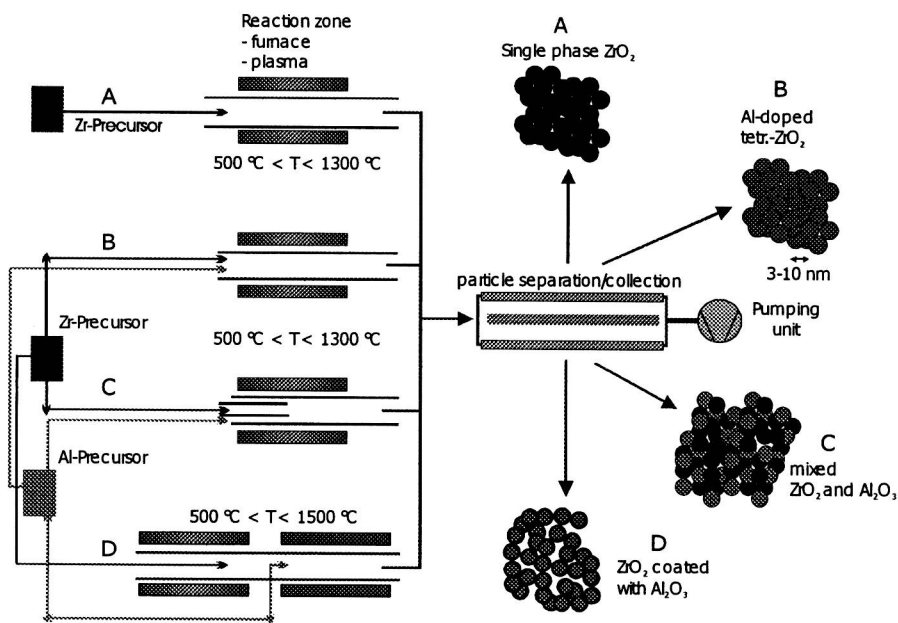 Reaction zone
- furnace
- plasma
A
Zr-Precursor
500 °C < T < 1300 °C
B
Zr-Precursor
500 °C < T < 1300 °C
C
Al-Precursor
500 °C < T < 1500 °C
D
particle separation/collection
Pumping
unit
A
Single phase ZrO₂
B
Al-doped
tetr.-ZrO₂
3-10 nm
C
mixed
ZrO₂ and Al₂O₃
D
ZrO₂ coated
with Al₂O₃